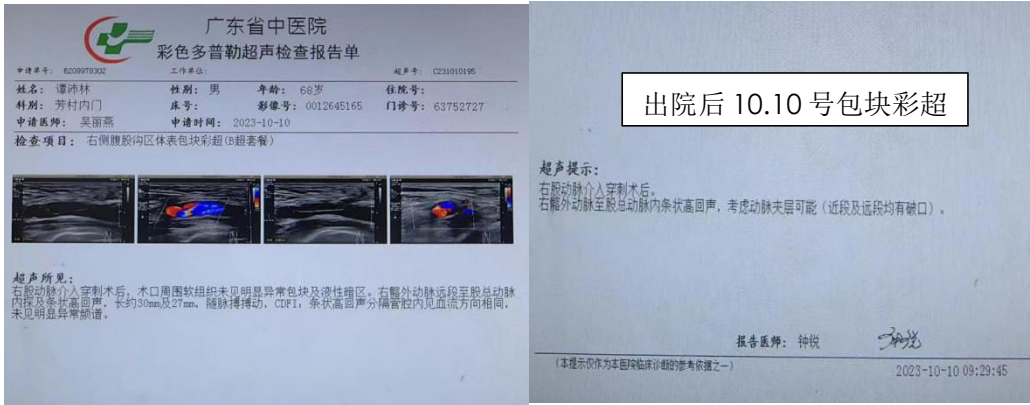 广东省中医院
彩色多普勒超声检查报告单
申请单号： 6209978302 工作单位： 超声号： C231010195
姓名： 谭沛林 性别： 男 年龄： 68岁 住院号：
科别： 芳村内门 床号： 影像号： 0012645165 门诊号： 63752727
申请医师： 吴丽燕 申请时间： 2023-10-10
检查项目： 右侧腹股沟区体表包块彩超(B超套餐)
超声所见：
右股动脉介入穿刺术后，术口周围软组织未见明显异常包块及液性暗区。右髂外动脉远段至股总动脉
内探及条状高回声，长约30mm及27mm，随脉搏搏动，CDFI，条状高回声分隔管腔内见血流方向相同，
未见明显异常频谱。
出院后 10.10 号包块彩超
超声提示：
右股动脉介入穿刺术后。
右髂外动脉至股总动脉内条状高回声，考虑动脉夹层可能（近段及远段均有破口）。
报告医师： 钟锐
(本提示仅作为本医院临床诊断的参考依据之一)
2023-10-10 09:29:45